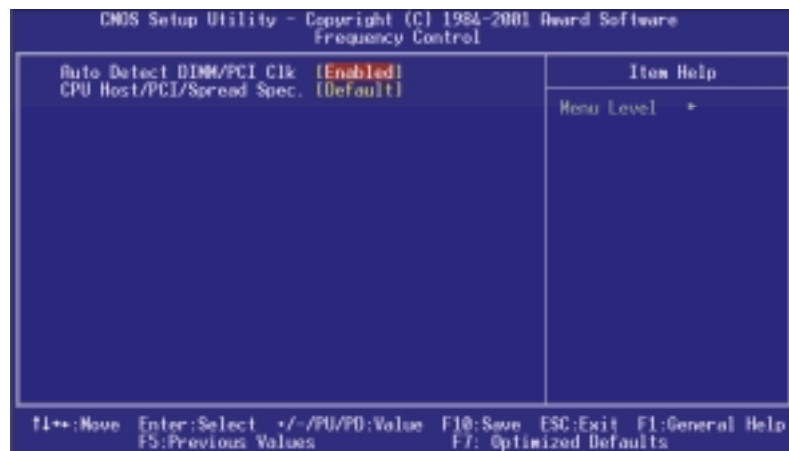 CMOS Setup Utility - Copyright (C) 1984-2001 Award Software
Frequency Control
Auto Detect DIMM/PCI Clk [Enabled]
CPU Host/PCI/Spread Spec. [Default]
Item Help
Menu Level ►
↑↓→←:Move Enter:Select +/-/PU/PD:Value F10:Save ESC:Exit F1:General Help
F5:Previous Values F7: Optimized Defaults